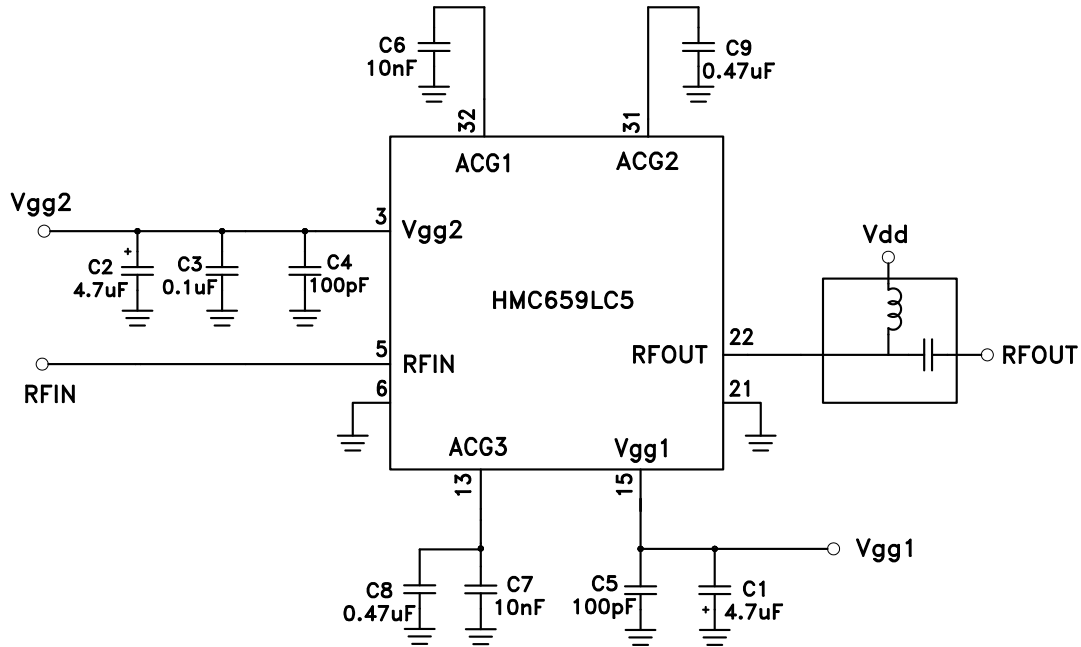 C6
10nF
C9
0.47uF
32
31
ACG1
ACG2
Vgg2
3
Vgg2
+
C2
4.7uF
C3
0.1uF
C4
100pF
Vdd
HMC659LC5
5
RFIN
RFIN
22
RFOUT
RFOUT
6
21
ACG3
Vgg1
13
15
Vgg1
C8
0.47uF
C7
10nF
C5
100pF
C1
+
4.7uF